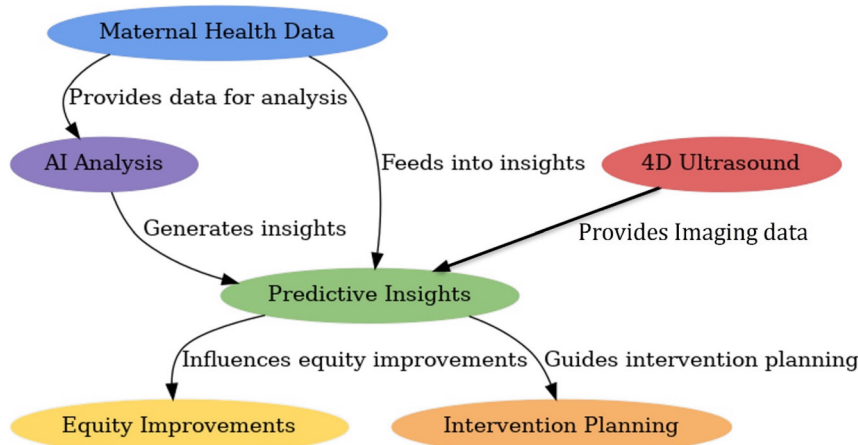 Maternal Health Data
Provides data for analysis
AI Analysis
Feeds into insights
4D Ultrasound
Generates insights
Provides Imaging data
Predictive Insights
Influences equity improvements
Guides intervention planning
Equity Improvements
Intervention Planning